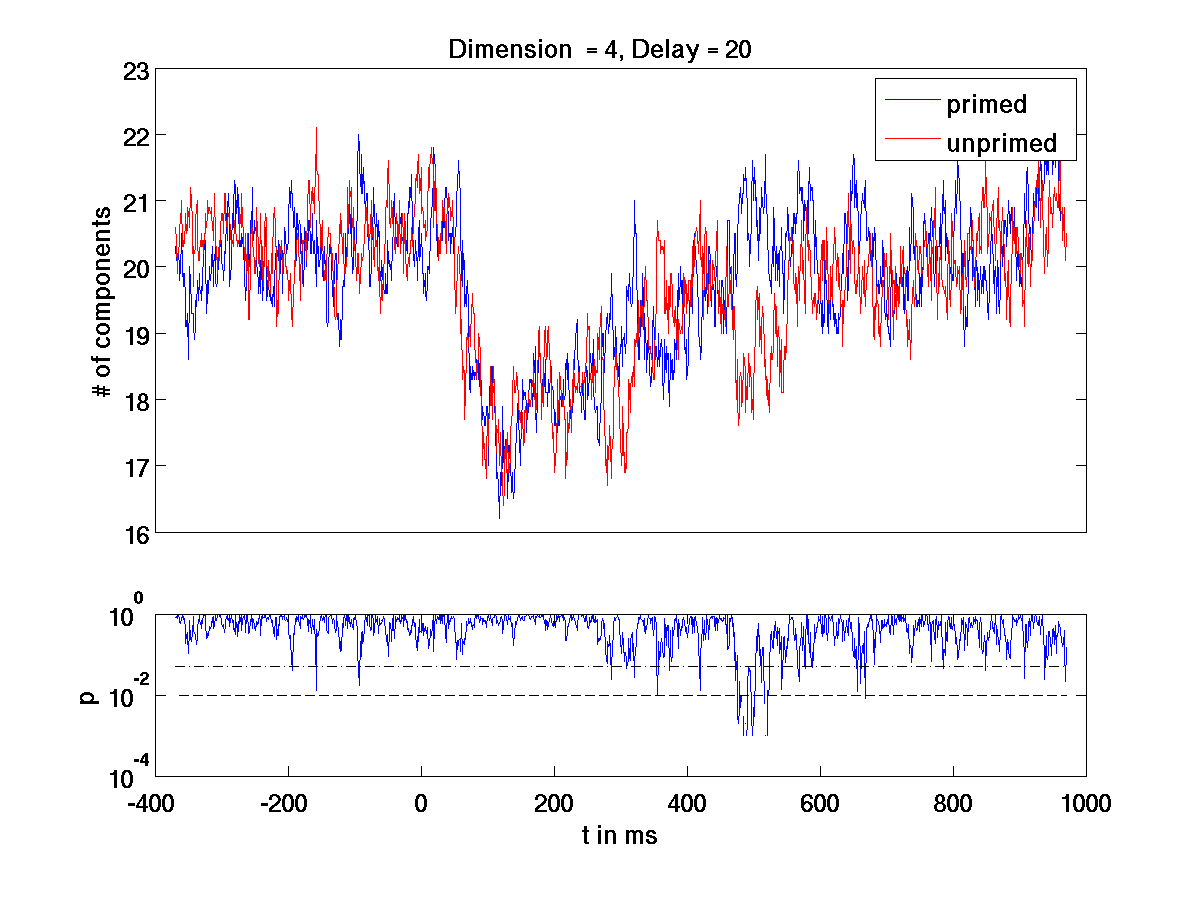 Dimension = 4, Delay = 20
23
22
21
20
19
18
17
16
# of components
primed
unprimed
10^0
10^-2
10^-4
p
-400 -200 0 200 400 600 800 1000
t in ms